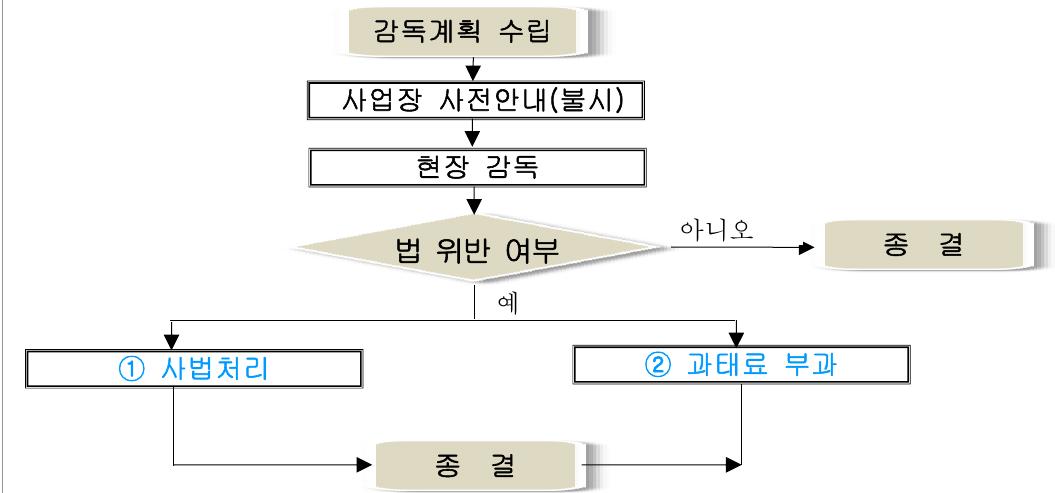 감독계획 수립
사업장 사전안내(불시)
현장 감독
법 위반 여부
아니오
종 결
예
① 사법처리
② 과태료 부과
종 결